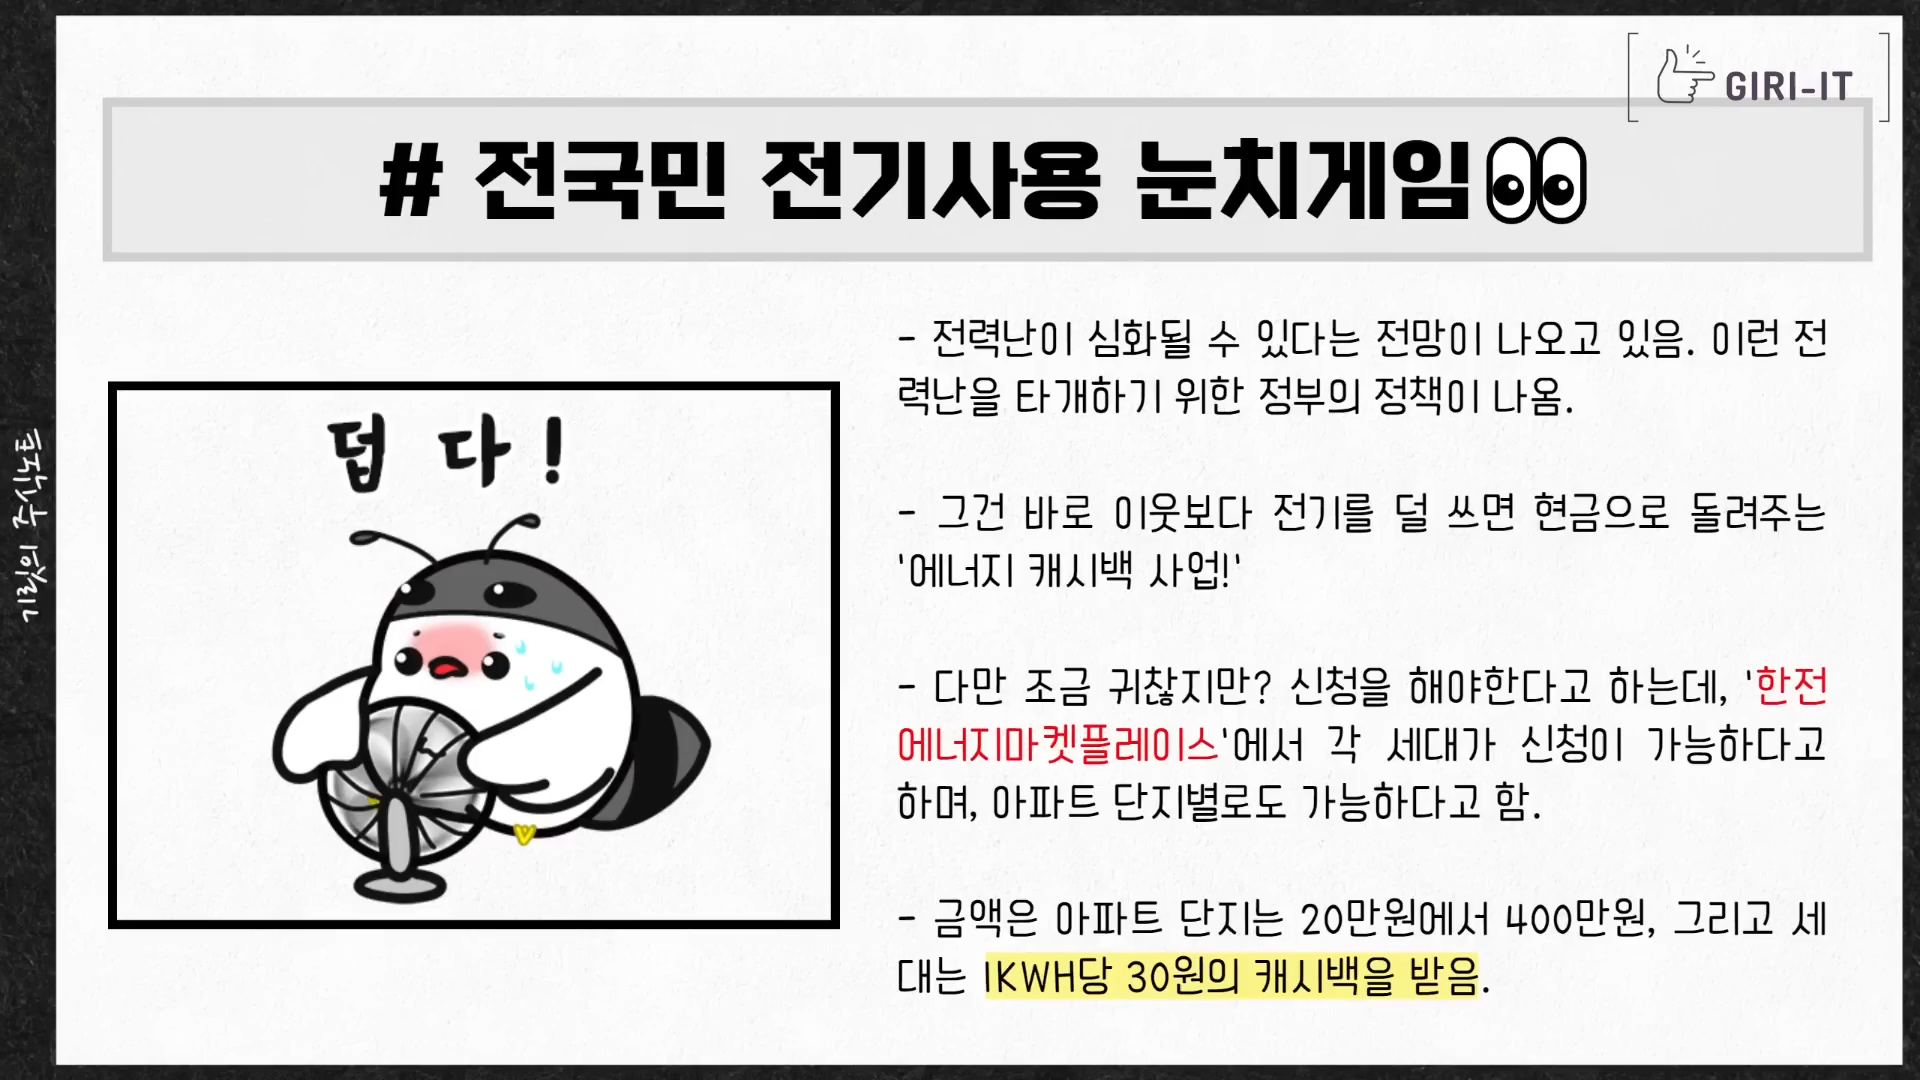 GIRI-IT
# 전국민 전기사용 눈치게임👀
기릿의 주식노트
덥 다!
- 전력난이 심화될 수 있다는 전망이 나오고 있음. 이런 전
력난을 타개하기 위한 정부의 정책이 나옴.
- 그건 바로 이웃보다 전기를 덜 쓰면 현금으로 돌려주는
'에너지 캐시백 사업!'
- 다만 조금 귀찮지만? 신청을 해야한다고 하는데, '한전
에너지마켓플레이스'에서 각 세대가 신청이 가능하다고
하며, 아파트 단지별로도 가능하다고 함.
- 금액은 아파트 단지는 20만원에서 400만원, 그리고 세
대는 1KWH당 30원의 캐시백을 받음.